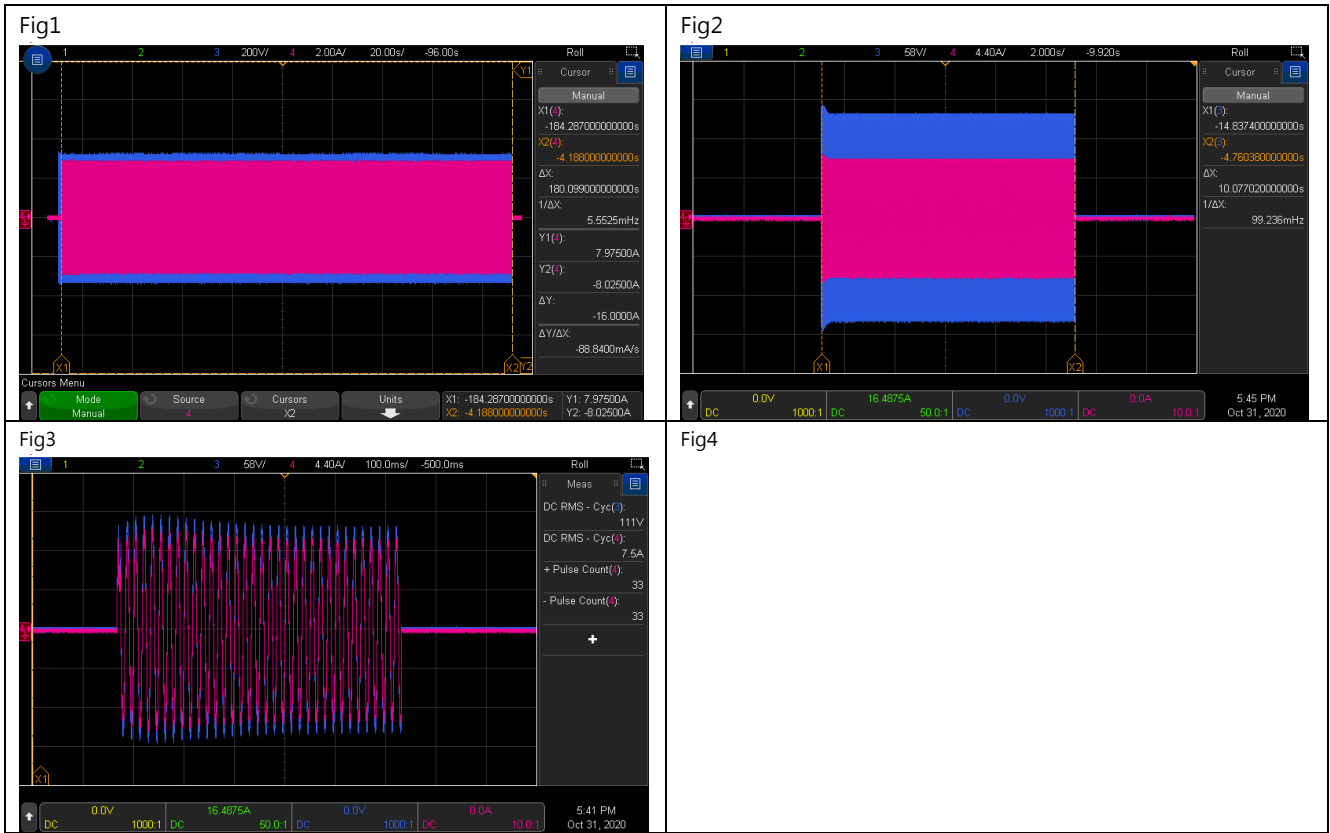 Fig1
1 2 3 200V/ 4 2.00A/ 20.00s/ -96.00s Roll
Y1
Cursor
Manual
X1(4):
-184.287000000000s
X2(4):
-4.188000000000s
ΔX:
180.099000000000s
1/ΔX:
5.5525mHz
Y1(4):
7.97500A
Y2(4):
-8.02500A
ΔY:
-16.0000A
ΔY/ΔX:
-88.8400mA/s
X1 X2 Y2
Cursors Menu
Mode
Manual
Source
4
Cursors
X2
Units
X1: -184.287000000000s Y1: 7.97500A
X2: -4.188000000000s Y2: -8.02500A
Fig2
1 2 3 58V/ 4 4.40A/ 2.000s/ -9.920s Roll
Cursor
Manual
X1(3):
-14.837400000000s
X2(3):
-4.760380000000s
ΔX:
10.077020000000s
1/ΔX:
99.236mHz
X1 X2
0.0V 16.4875A 0.0V 0.0A
DC 1000:1 DC 50.0:1 DC 1000:1 DC 10.0:1
5:45 PM
Oct 31, 2020
Fig3
1 2 3 58V/ 4 4.40A/ 100.0ms/ -500.0ms Roll
Meas
DC RMS - Cyc(3):
111V
DC RMS - Cyc(4):
7.5A
+ Pulse Count(4):
33
- Pulse Count(4):
33
+
X1
0.0V 16.4875A 0.0V 0.0A
DC 1000:1 DC 50.0:1 DC 1000:1 DC 10.0:1
5:41 PM
Oct 31, 2020
Fig4